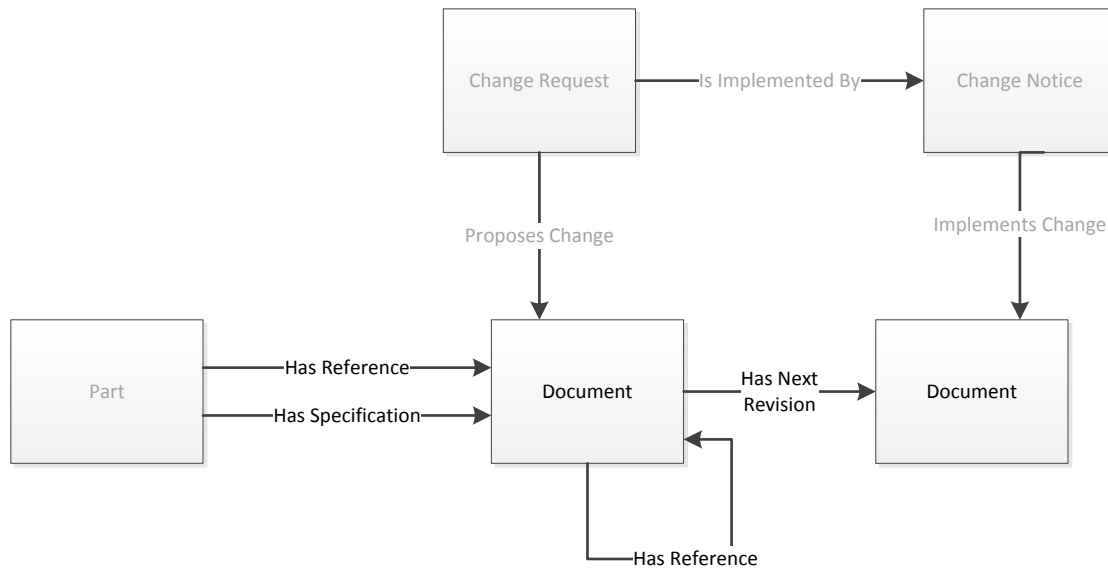 Change Request
Is Implemented By
Change Notice
Proposes Change
Implements Change
Part
Has Reference
Has Specification
Document
Has Next
Revision
Document
Has Reference